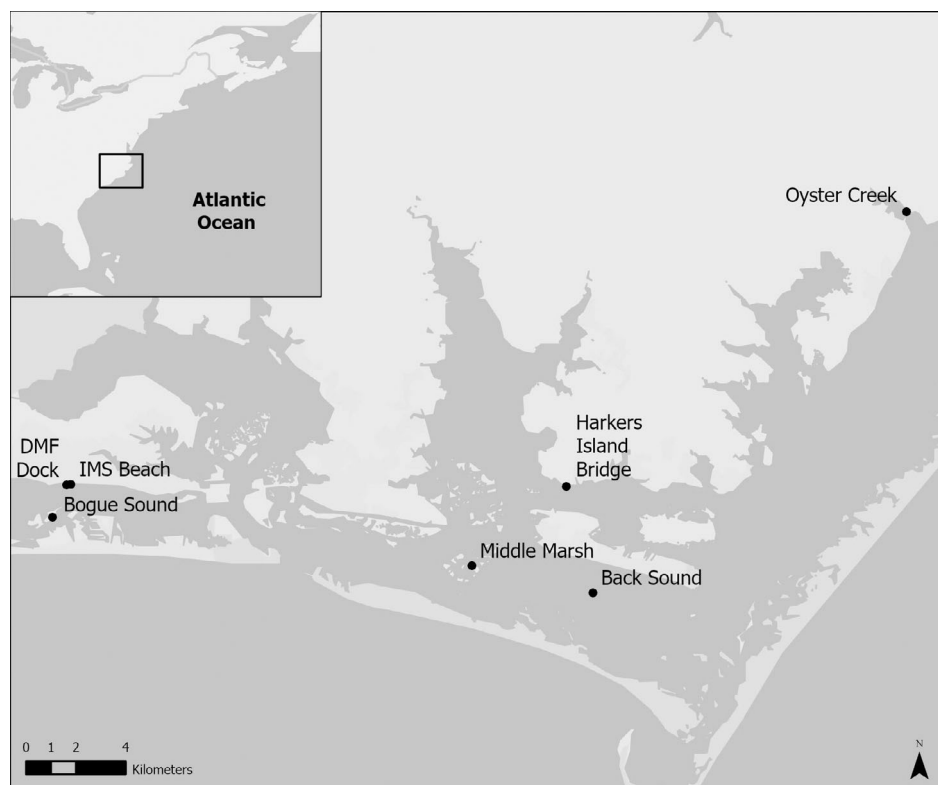 Atlantic
Ocean
Oyster Creek
Harkers
Island
Bridge
DMF
Dock
IMS Beach
Bogue Sound
Middle Marsh
Back Sound
0 1 2 4
Kilometers
N